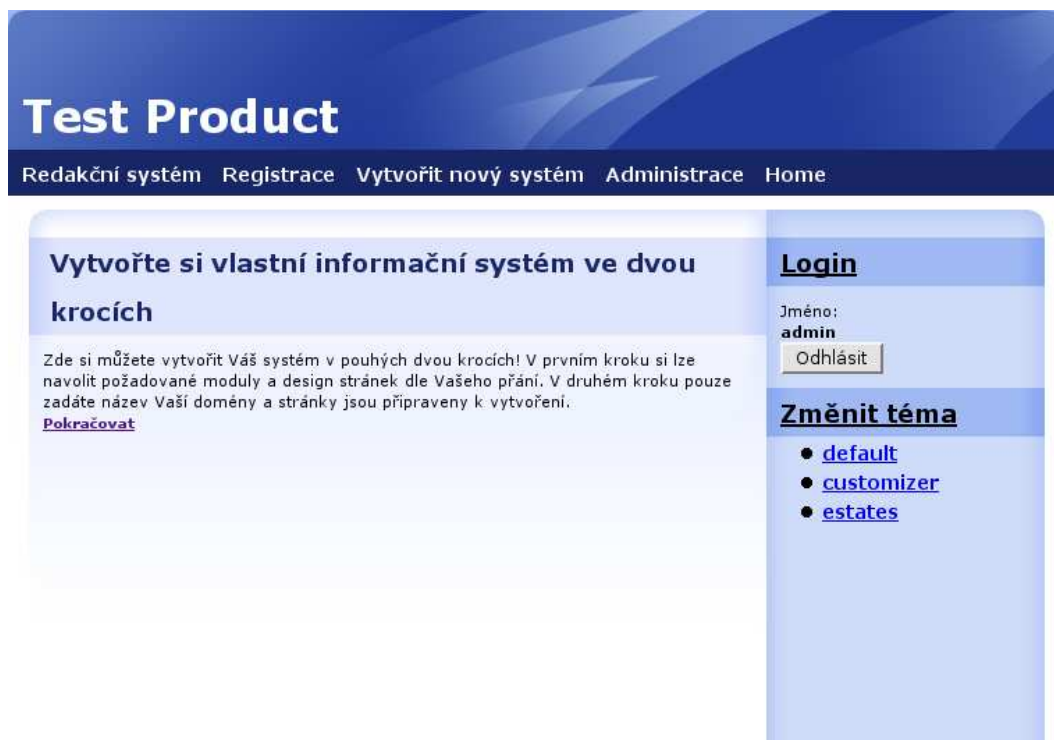 Test Product
Redakční systém Registrace Vytvořit nový systém Administrace Home
Vytvořte si vlastní informační systém ve dvou
krocích
Zde si můžete vytvořit Váš systém v pouhých dvou krocích! V prvním kroku si lze
navolit požadované moduly a design stránek dle Vašeho přání. V druhém kroku pouze
zadáte název Vaší domény a stránky jsou připraveny k vytvoření.
Pokračovat
Login
Jméno:
admin
Odhlásit
Změnit téma
default
customizer
estates